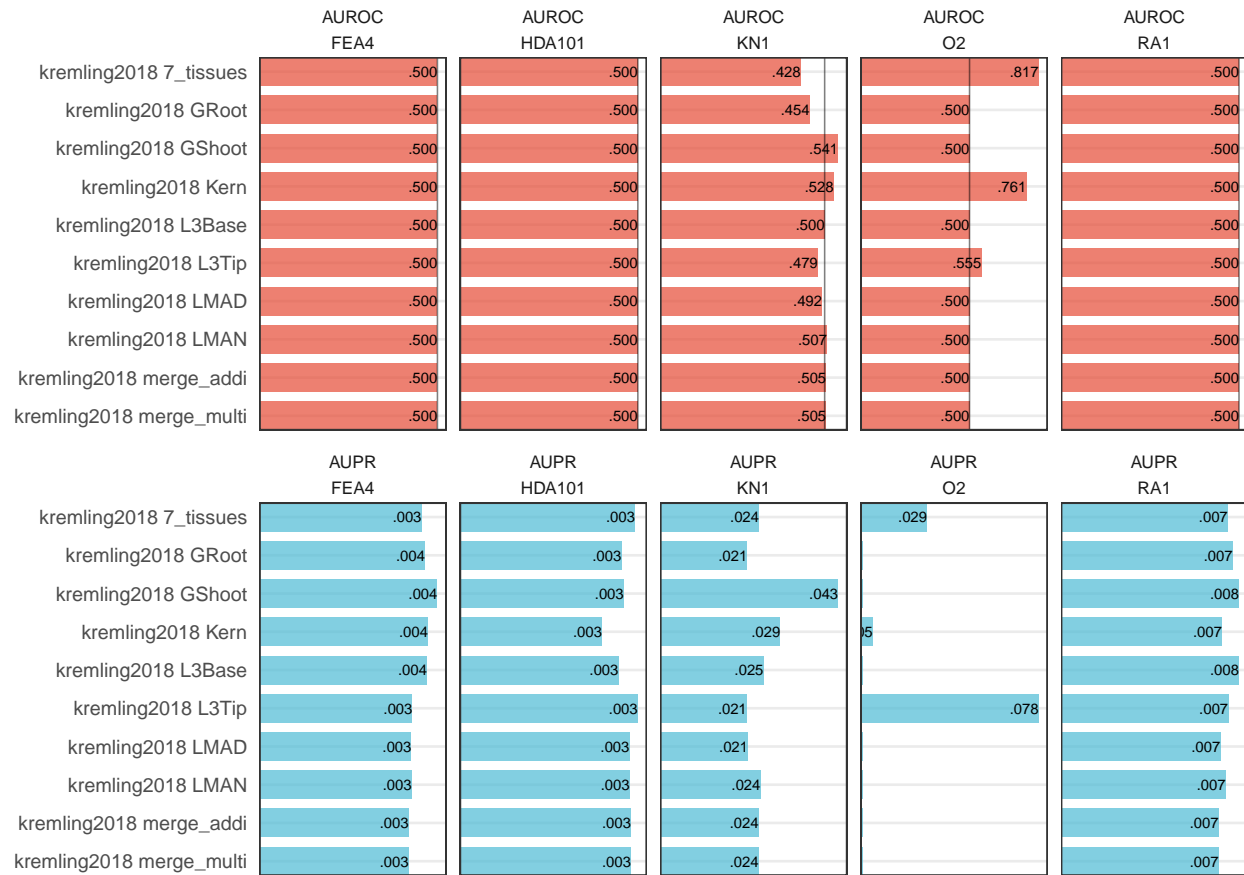 AUROC AUROC AUROC AUROC AUROC
FEA4 HDA101 KN1 O2 RA1
kremling2018 7_tissues .500 .500 .428 .817 .500
kremling2018 GRoot .500 .500 .454 .500 .500
kremling2018 GShoot .500 .500 .541 .500 .500
kremling2018 Kern .500 .500 .528 .761 .500
kremling2018 L3Base .500 .500 .500 .500 .500
kremling2018 L3Tip .500 .500 .479 .555 .500
kremling2018 LMAD .500 .500 .492 .500 .500
kremling2018 LMAN .500 .500 .507 .500 .500
kremling2018 merge_addi .500 .500 .505 .500 .500
kremling2018 merge_multi .500 .500 .505 .500 .500
AUPR AUPR AUPR AUPR AUPR
FEA4 HDA101 KN1 O2 RA1
kremling2018 7_tissues .003 .003 .024 .029 .007
kremling2018 GRoot .004 .003 .021 .007
kremling2018 GShoot .004 .003 .043 .008
kremling2018 Kern .004 .003 .029 05 .007
kremling2018 L3Base .004 .003 .025 .008
kremling2018 L3Tip .003 .003 .021 .078 .007
kremling2018 LMAD .003 .003 .021 .007
kremling2018 LMAN .003 .003 .024 .007
kremling2018 merge_addi .003 .003 .024 .007
kremling2018 merge_multi .003 .003 .024 .007